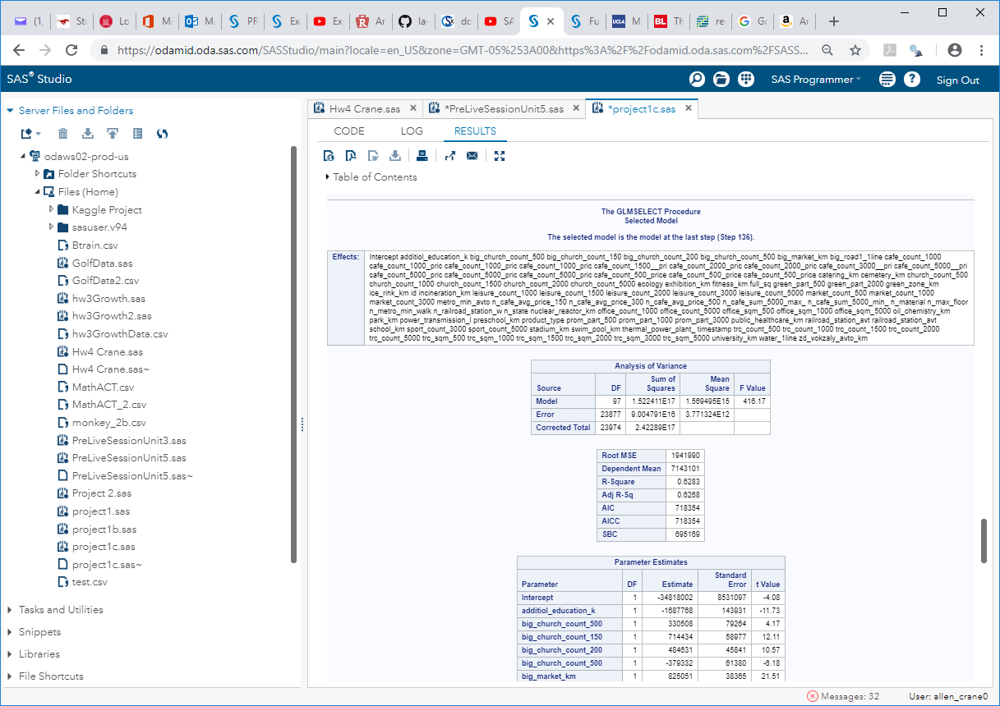 (1, Stu Lo Mi Ma PR Ex Ex Ar la- dc SA Fu M Th re Gc Ar
https://odamid.oda.sas.com/SASStudio/main?locale=en_US&zone=GMT-05%253A00&https%3A%2F%2Fodamid.oda.sas.com%2FSASS...
SAS® Studio SAS Programmer Sign Out
Server Files and Folders
odaws02-prod-us
Folder Shortcuts
Files (Home)
Kaggle Project
sasuser.v94
Btrain.csv
GolfData.sas
GolfData2.csv
hw3Growth.sas
hw3Growth2.sas
hw3GrowthData.csv
Hw4 Crane.sas
Hw4 Crane.sas~
MathACT.csv
MathACT_2.csv
monkey_2b.csv
PreLiveSessionUnit3.sas
PreLiveSessionUnit5.sas
PreLiveSessionUnit5.sas~
Project 2.sas
project1.sas
project1b.sas
project1c.sas
project1c.sas~
test.csv
Tasks and Utilities
Snippets
Libraries
File Shortcuts
Hw4 Crane.sas *PreLiveSessionUnit5.sas *project1c.sas
CODE LOG RESULTS
Table of Contents
The GLMSELECT Procedure
Selected Model
The selected model is the model at the last step (Step 136).
Effects: Intercept additiol_education_k big_church_count_500 big_church_count_150 big_church_count_200 big_church_count_500 big_market_km big_road1_1line cafe_count_1000
cafe_count_1000_pric cafe_count_1000_pric cafe_count_1000_pric cafe_count_1500__pri cafe_count_2000_pric cafe_count_2000_pric cafe_count_3000__pri cafe_count_5000__pri
cafe_count_5000_pric cafe_count_5000_pric cafe_count_5000_pric cafe_count_500_price cafe_count_500_price cafe_count_500_price catering_km cemetery_km church_count_500
church_count_1000 church_count_1500 church_count_2000 church_count_5000 ecology exhibition_km fitness_km full_sq green_part_500 green_part_2000 green_zone_km
ice_rink_km id incineration_km leisure_count_1000 leisure_count_1500 leisure_count_2000 leisure_count_3000 leisure_count_5000 market_count_500 market_count_1000
market_count_3000 metro_min_avto n_cafe_avg_price_150 n_cafe_avg_price_300 n_cafe_avg_price_500 n_cafe_sum_5000_max_ n_cafe_sum_5000_min_ n_material n_max_floor
n_metro_min_walk n_railroad_station_w n_state nuclear_reactor_km office_count_1000 office_count_5000 office_sqm_500 office_sqm_1000 office_sqm_5000 oil_chemistry_km
park_km power_transmission_l preschool_km product_type prom_part_500 prom_part_1000 prom_part_3000 public_healthcare_km railroad_station_avt railroad_station_avt
school_km sport_count_3000 sport_count_5000 stadium_km swim_pool_km thermal_power_plant_ timestamp trc_count_500 trc_count_1000 trc_count_1500 trc_count_2000
trc_count_5000 trc_sqm_500 trc_sqm_1000 trc_sqm_1500 trc_sqm_2000 trc_sqm_3000 trc_sqm_5000 university_km water_1line zd_vokzaly_avto_km
Analysis of Variance
Source DF Sum of Squares Mean Square F Value
Model 97 1.522411E17 1.569495E15 416.17
Error 23877 9.004791E16 3.771324E12
Corrected Total 23974 2.42289E17
Root MSE 1941990
Dependent Mean 7143101
R-Square 0.6283
Adj R-Sq 0.6268
AIC 718354
AICC 718354
SBC 695169
Parameter Estimates
Parameter DF Estimate Standard Error t Value
Intercept 1 -34818002 8531097 -4.08
additiol_education_k 1 -1687768 143931 -11.73
big_church_count_500 1 330508 79264 4.17
big_church_count_150 1 714434 58977 12.11
big_church_count_200 1 484631 45841 10.57
big_church_count_500 1 -379332 61380 -6.18
big_market_km 1 825051 38365 21.51
Messages: 32 User: allen_crane0